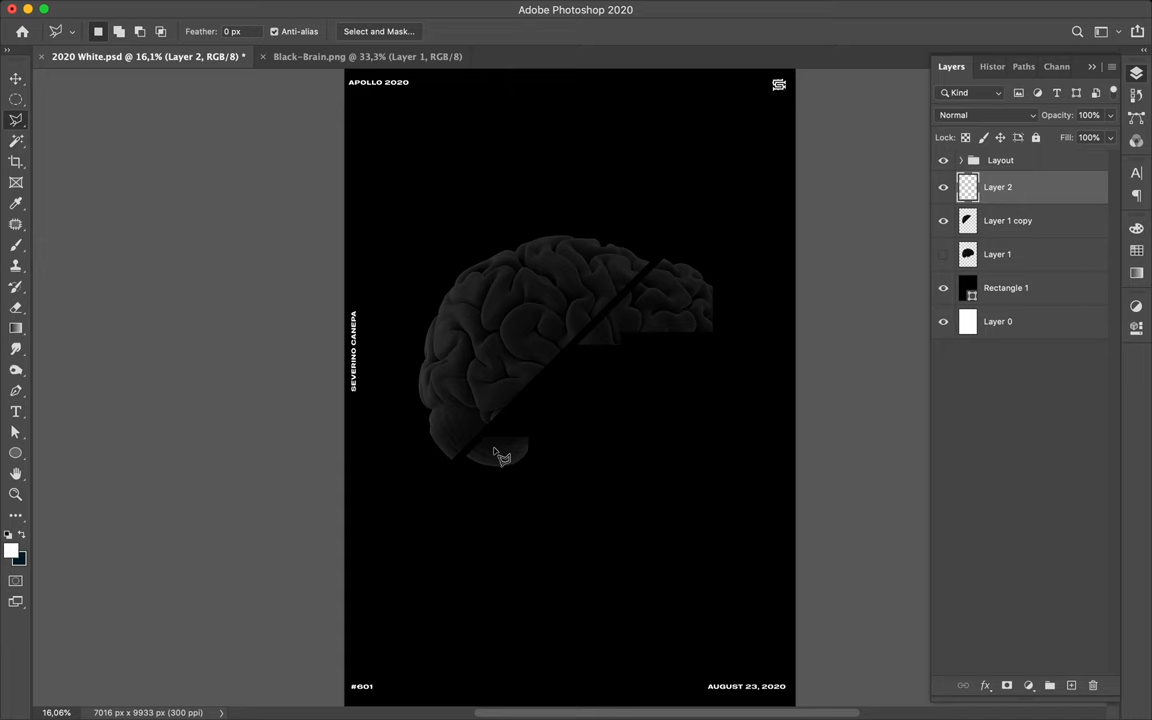 Adobe Photoshop 2020
Feather: 0 px
Anti-alias
Select and Mask...
2020 White.psd @ 16,1% (Layer 2, RGB/8) *
Black-Brain.png @ 33,3% (Layer 1, RGB/8)
Layers
Histor
Paths
Chann
Kind
Normal
Opacity: 100%
Lock:
Fill: 100%
Layout
Layer 2
Layer 1 copy
Layer 1
Rectangle 1
Layer 0
APOLLO 2020
SEVERINO CANEPA
#601
AUGUST 23, 2020
16,06%
7016 px x 9933 px (300 ppi)